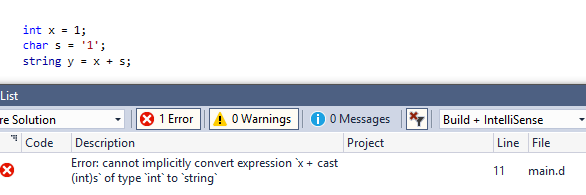 int x = 1;
char s = '1';
string y = x + s;
List
re Solution
1 Error
0 Warnings
0 Messages
Build + IntelliSense
Code Description Project Line File
Error: cannot implicitly convert expression `x + cast
(int)s` of type `int` to `string` 11 main.d